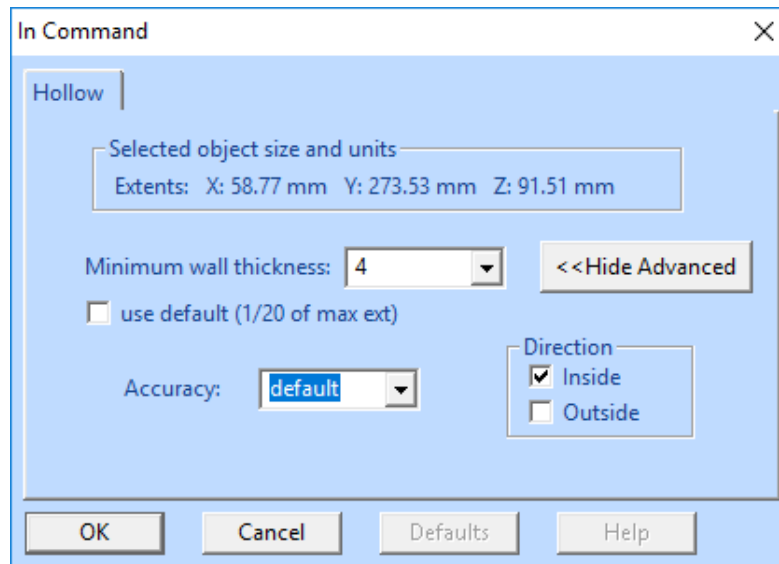 In Command
Hollow
Selected object size and units
Extents: X: 58.77 mm Y: 273.53 mm Z: 91.51 mm
Minimum wall thickness: 4 <<Hide Advanced
use default (1/20 of max ext)
Direction
Inside
Accuracy: default
Outside
OK Cancel Defaults Help